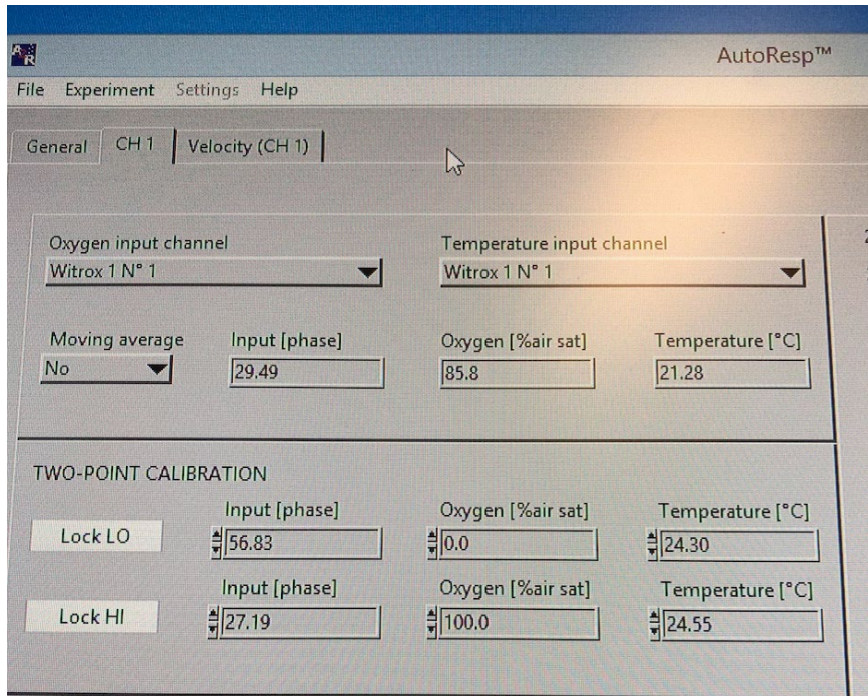 AR
AutoResp™
File Experiment Settings Help
General CH 1 Velocity (CH 1)
Oxygen input channel Temperature input channel
Witrox 1 N° 1 Witrox 1 N° 1
Moving average Input [phase] Oxygen [%air sat] Temperature [°C]
No 29.49 85.8 21.28
TWO-POINT CALIBRATION
Input [phase] Oxygen [%air sat] Temperature [°C]
Lock LO 56.83 0.0 24.30
Input [phase] Oxygen [%air sat] Temperature [°C]
Lock HI 27.19 100.0 24.55